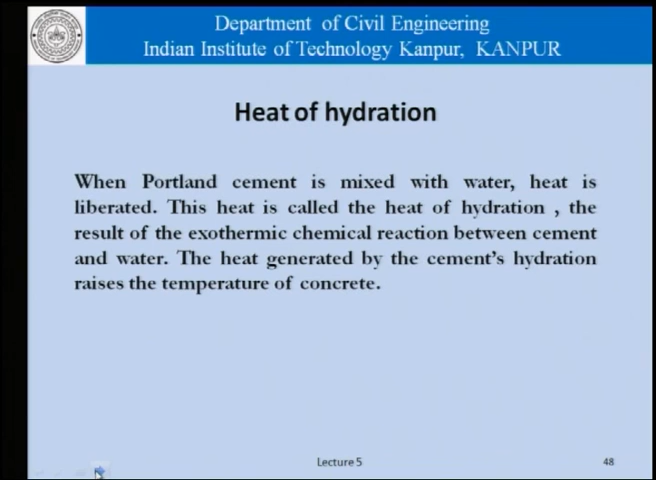 Department of Civil Engineering
Indian Institute of Technology Kanpur, KANPUR
Heat of hydration
When Portland cement is mixed with water, heat is
liberated. This heat is called the heat of hydration , the
result of the exothermic chemical reaction between cement
and water. The heat generated by the cement's hydration
raises the temperature of concrete.
Lecture 5
48